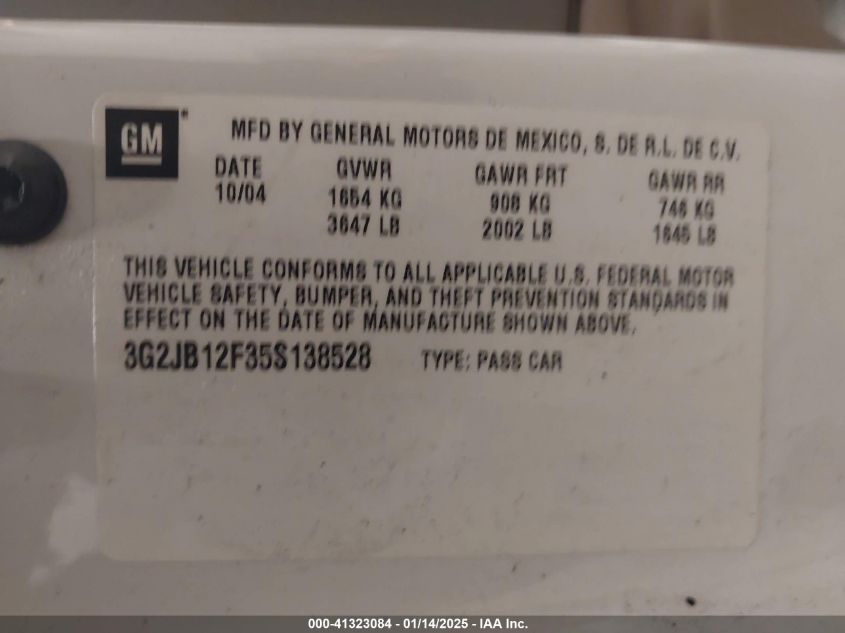 GM
MFD BY GENERAL MOTORS DE MEXICO, S. DE R.L. DE C.V.
DATE GVWR GAWR FRT GAWR RR
10/04 1654 KG 908 KG 746 KG
3647 LB 2002 LB 1645 LB
THIS VEHICLE CONFORMS TO ALL APPLICABLE U.S. FEDERAL MOTOR
VEHICLE SAFETY, BUMPER, AND THEFT PREVENTION STANDARDS IN
EFFECT ON THE DATE OF MANUFACTURE SHOWN ABOVE.
3G2JB12F35S138528 TYPE: PASS CAR
000-41323084 - 01/14/2025 - IAA Inc.